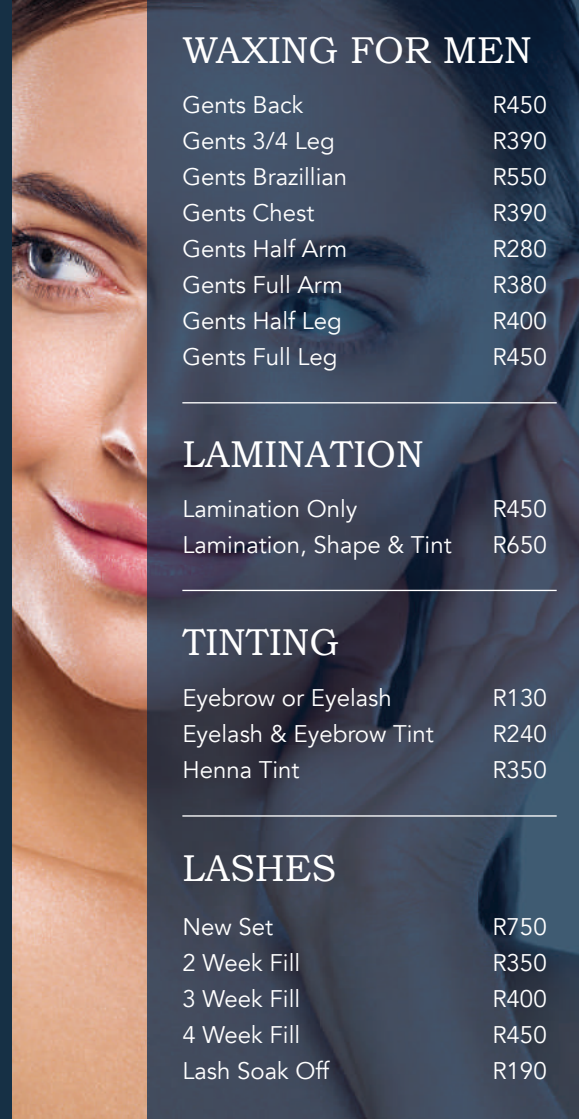 WAXING FOR MEN
Gents Back R450
Gents 3/4 Leg R390
Gents Brazillian R550
Gents Chest R390
Gents Half Arm R280
Gents Full Arm R380
Gents Half Leg R400
Gents Full Leg R450
LAMINATION
Lamination Only R450
Lamination, Shape & Tint R650
TINTING
Eyebrow or Eyelash R130
Eyelash & Eyebrow Tint R240
Henna Tint R350
LASHES
New Set R750
2 Week Fill R350
3 Week Fill R400
4 Week Fill R450
Lash Soak Off R190